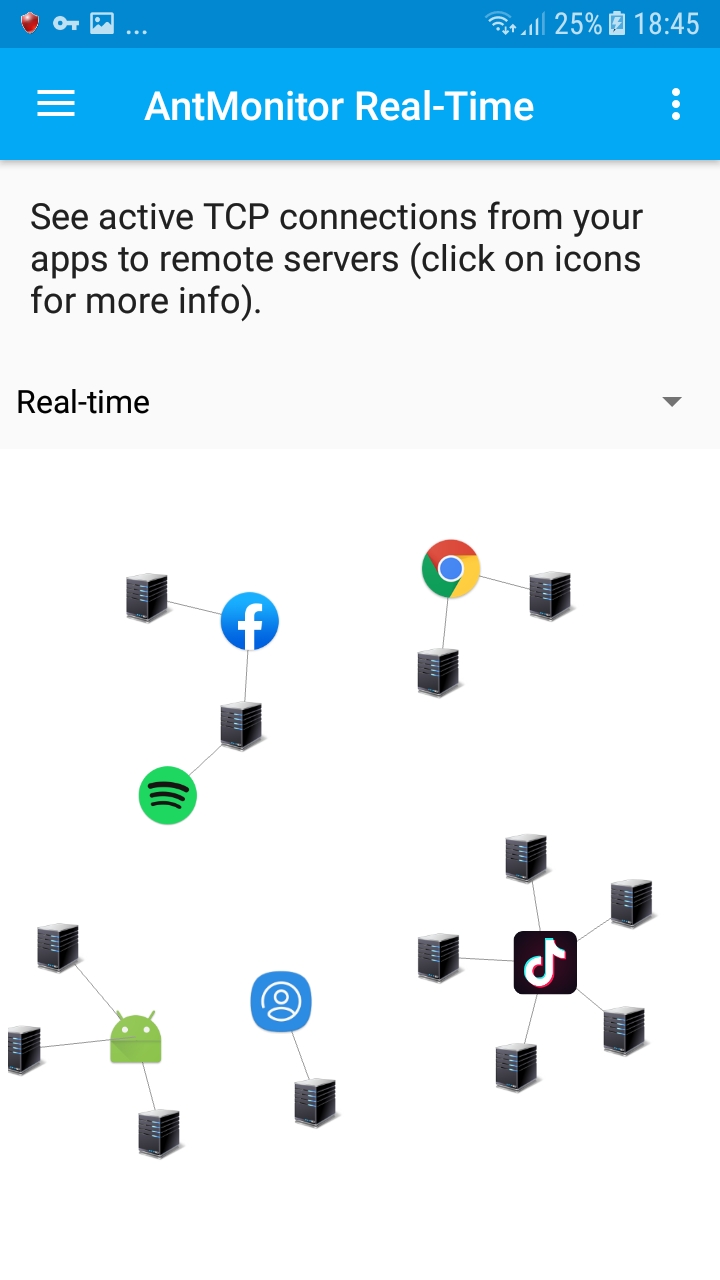 ... 25% 18:45
AntMonitor Real-Time
See active TCP connections from your
apps to remote servers (click on icons
for more info).
Real-time